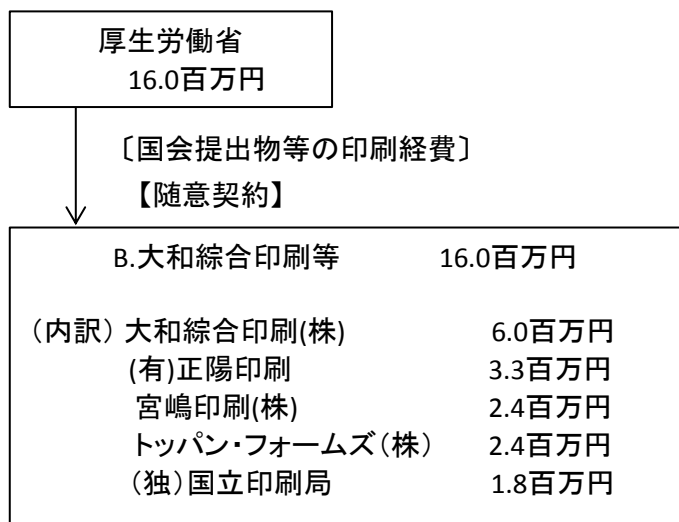 厚生労働省
16.0百万円
〔国会提出物等の印刷経費〕
【随意契約】
B.大和綜合印刷等 16.0百万円
（内訳）大和綜合印刷(株) 6.0百万円
(有)正陽印刷 3.3百万円
宮嶋印刷(株) 2.4百万円
トッパン・フォームズ（株） 2.4百万円
（独）国立印刷局 1.8百万円